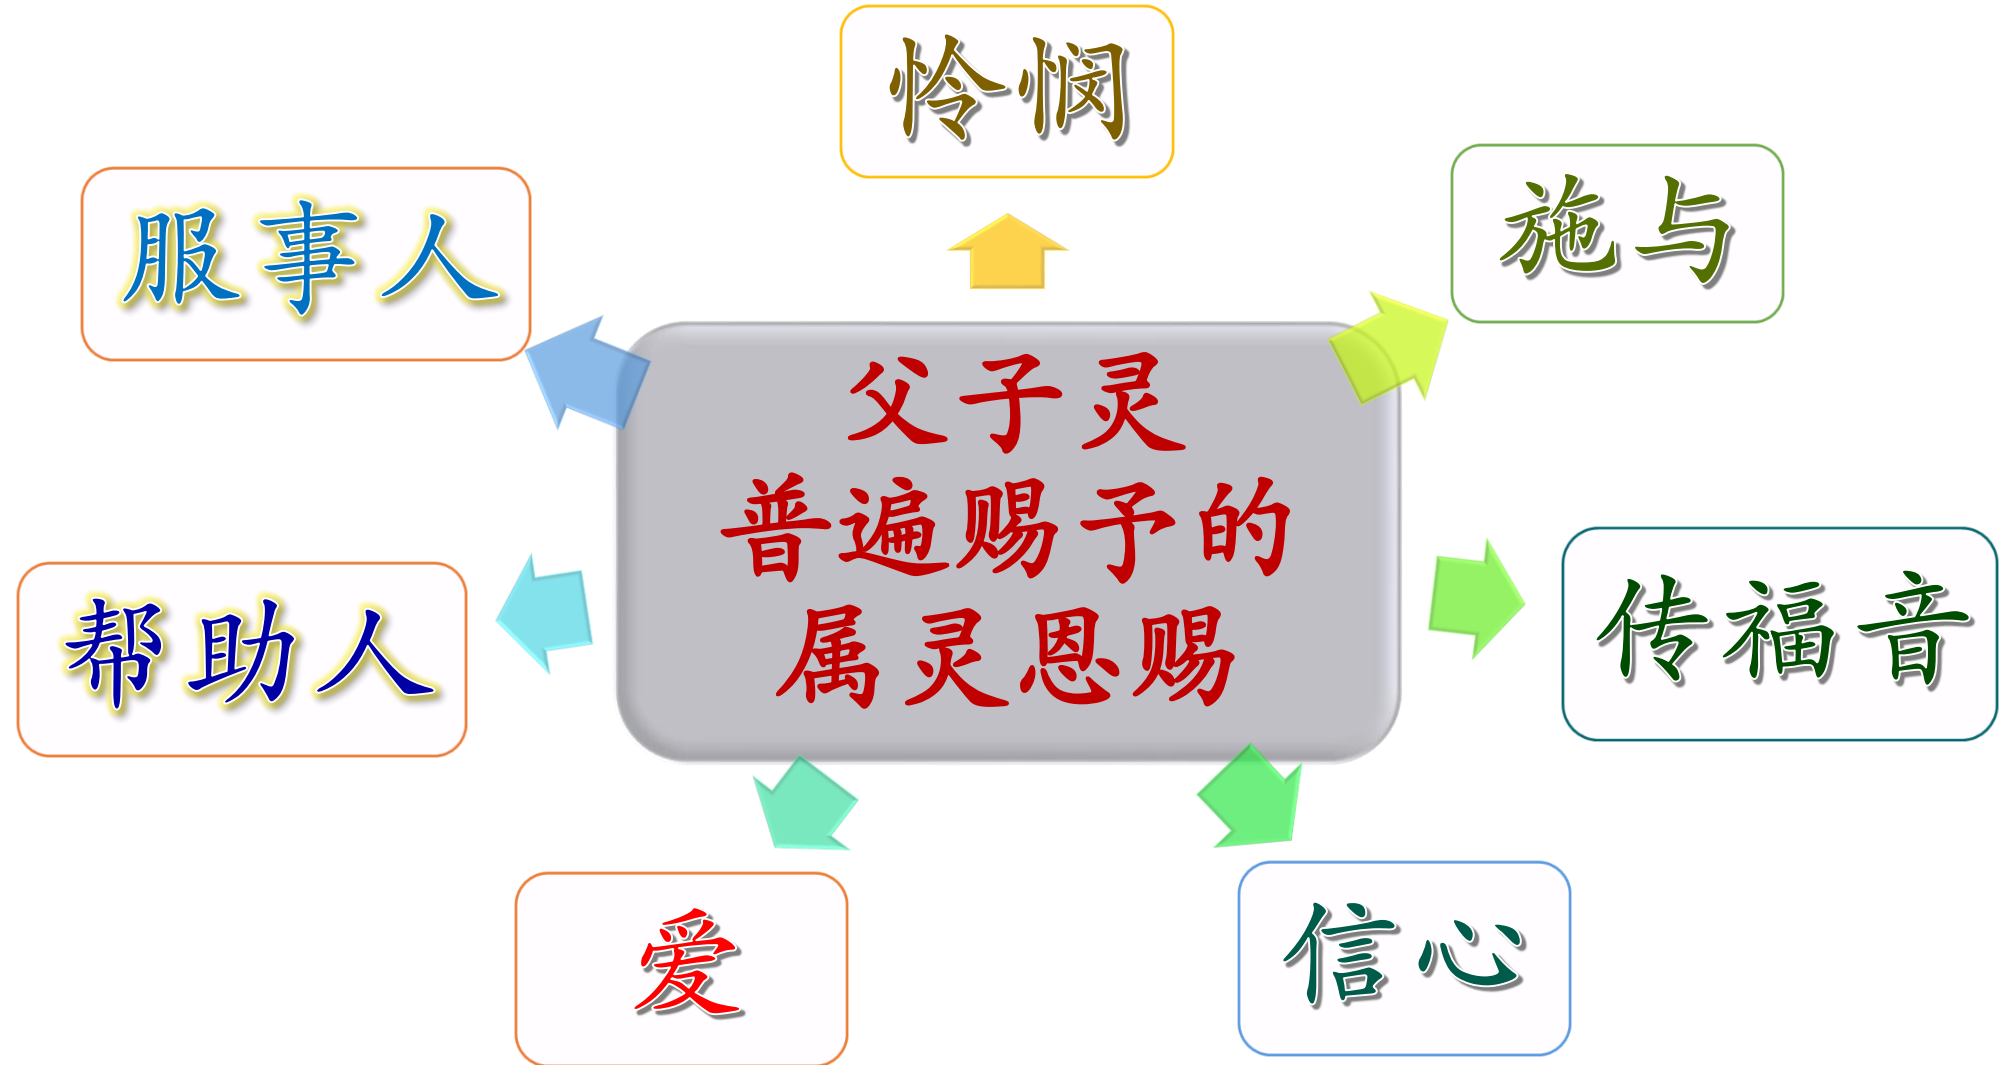 怜悯
施与
服事人
父子灵
普遍赐予的
属灵恩赐
传福音
帮助人
信心
爱